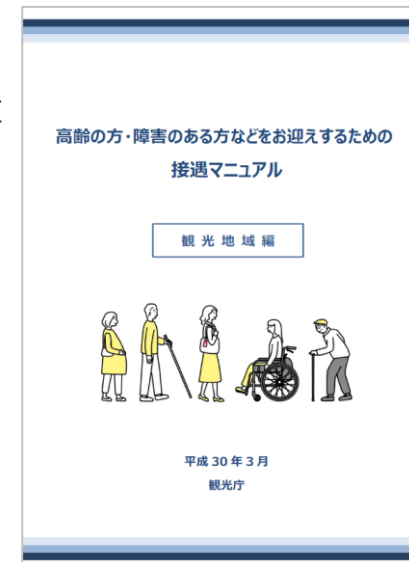 高齢の方・障害のある方などをお迎えするための
接遇マニュアル
観光地域編
平成 30 年 3 月
観光庁